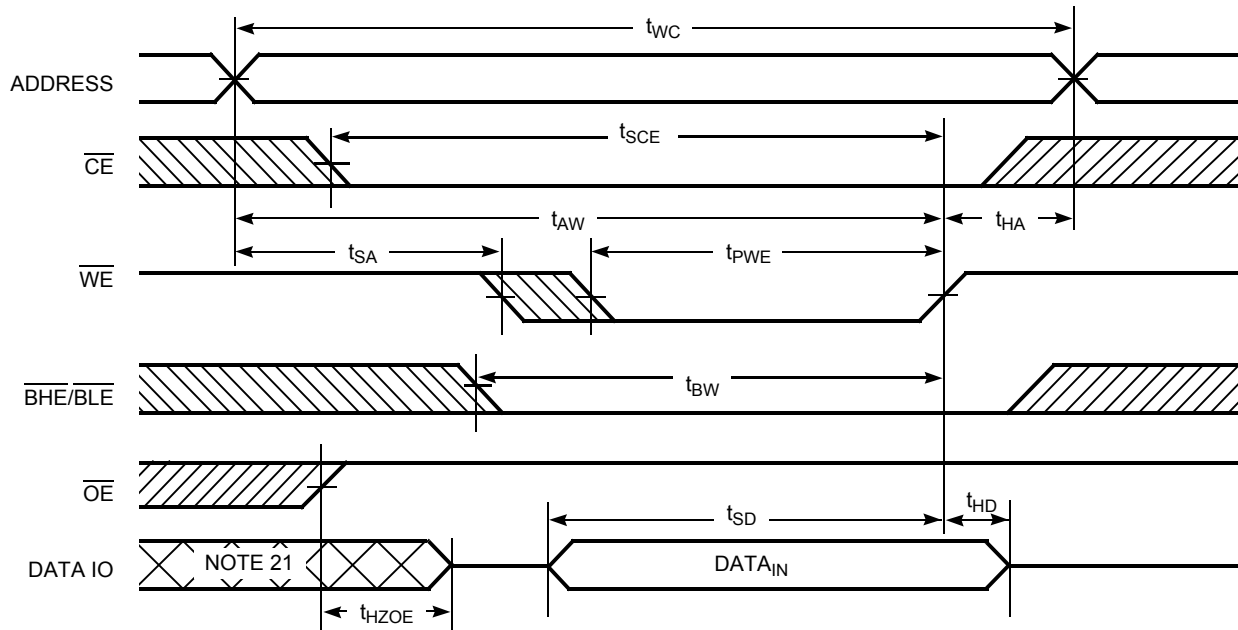 tWC
ADDRESS
tSCE
CE
tAW
tHA
tSA
tPWE
WE
tBW
BHE/BLE
OE
tSD
tHD
DATA IO
NOTE 21
DATAIN
tHZOE